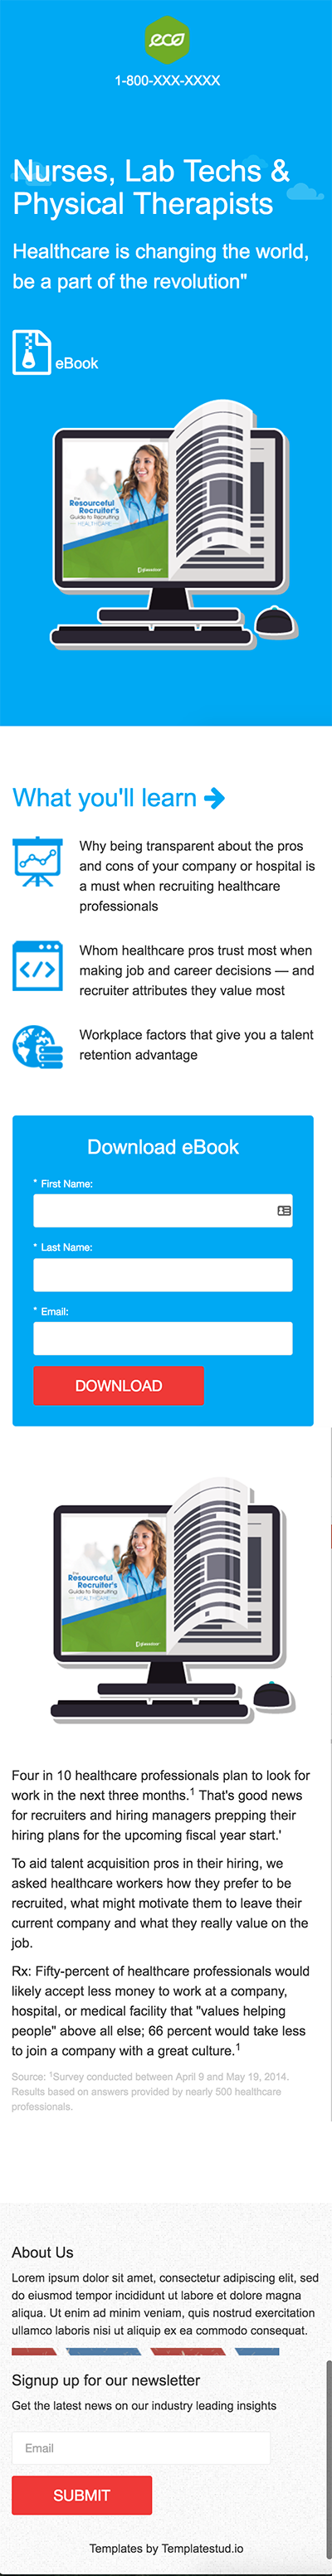 eco
1-800-XXX-XXXX
Nurses, Lab Techs &
Physical Therapists
Healthcare is changing the world,
be a part of the revolution"
eBook
the
Resourceful
Recruiter's
Guide to Recruiting
HEALTHCARE
glassdoor
What you'll learn
Why being transparent about the pros
and cons of your company or hospital is
a must when recruiting healthcare
professionals
Whom healthcare pros trust most when
making job and career decisions — and
recruiter attributes they value most
Workplace factors that give you a talent
retention advantage
Download eBook
* First Name:
* Last Name:
* Email:
DOWNLOAD
the
Resourceful
Recruiter's
Guide to Recruiting
HEALTHCARE
glassdoor
Four in 10 healthcare professionals plan to look for
work in the next three months.1 That's good news
for recruiters and hiring managers prepping their
hiring plans for the upcoming fiscal year start.'
To aid talent acquisition pros in their hiring, we
asked healthcare workers how they prefer to be
recruited, what might motivate them to leave their
current company and what they really value on the
job.
Rx: Fifty-percent of healthcare professionals would
likely accept less money to work at a company,
hospital, or medical facility that "values helping
people" above all else; 66 percent would take less
to join a company with a great culture.1
Source: 1Survey conducted between April 9 and May 19, 2014.
Results based on answers provided by nearly 500 healthcare
professionals.
About Us
Lorem ipsum dolor sit amet, consectetur adipiscing elit, sed
do eiusmod tempor incididunt ut labore et dolore magna
aliqua. Ut enim ad minim veniam, quis nostrud exercitation
ullamco laboris nisi ut aliquip ex ea commodo consequat.
Signup up for our newsletter
Get the latest news on our industry leading insights
Email
SUBMIT
Templates by Templatestud.io